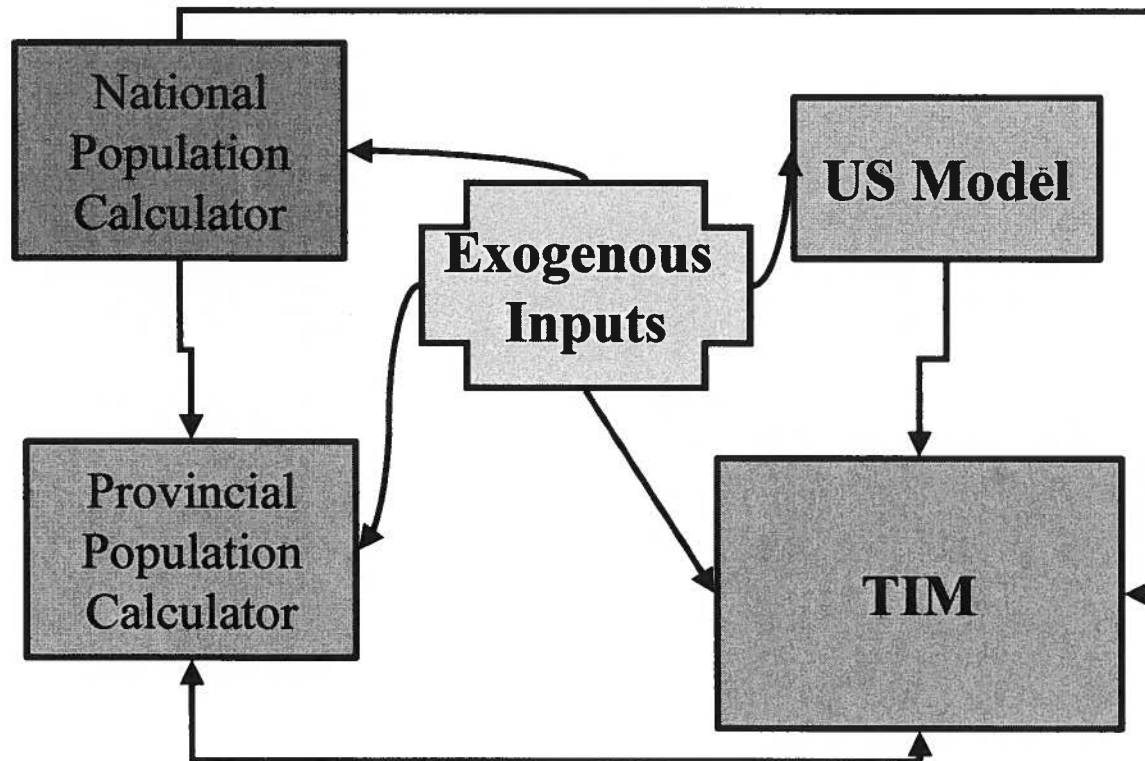 National
Population
Calculator
US Model
Exogenous
Inputs
Provincial
Population
Calculator
TIM